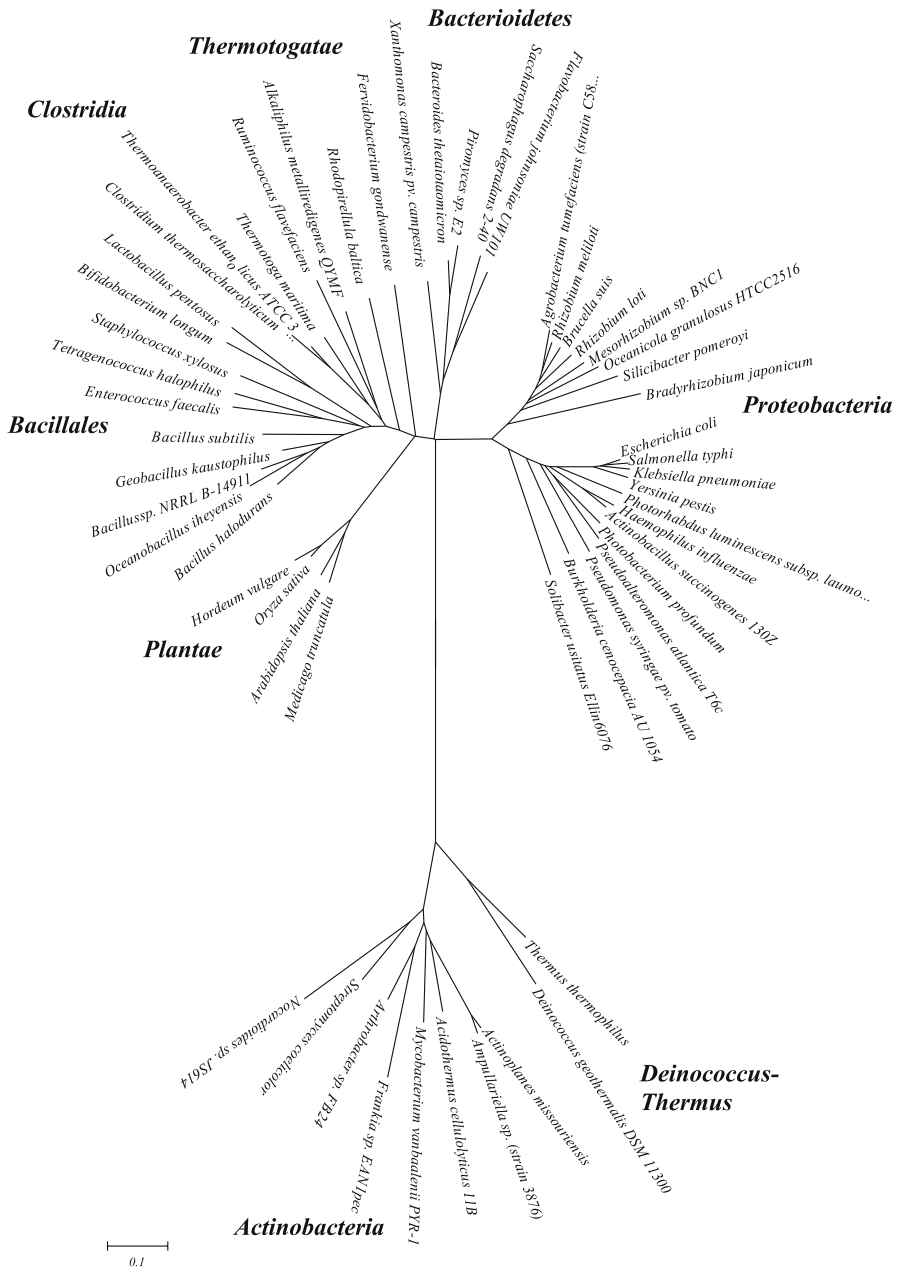 Bacterioidetes
Thermotogatae
Clostridia
Thermoanaerobacter ethanolicus ATCC 3...
Clostridium thermosaccharolyticum
Lactobacillus pentosus
Bifidobacterium longum
Staphylococcus xylosus
Tetragenococcus halophilus
Enterococcus faecalis
Thermotoga maritima
Ruminococcus flavefaciens
Alkaliphilus metalliredigenes QYMF
Rhodopirellula baltica
Fervidobacterium gondwanense
Xanthomonas campestris pv. campestris
Bacteroides thetaiotaomicron
Piromyces sp. E2
Saccharophagus degradans 2.40
Flavobacterium johnsoniae UW101
Agrobacterium tumefaciens (strain C58...
Rhizobium meliloti
Brucella suis
Rhizobium loti
Mesorhizobium sp. BNC1
Oceanicola granulosus HTCC2516
Silicibacter pomeroyi
Bradyrhizobium japonicum
Proteobacteria
Escherichia coli
Salmonella typhi
Klebsiella pneumoniae
Yersinia pestis
Photorhabdus luminescens subsp. laumo...
Haemophilus influenzae
Actinobacillus succinogenes 130Z
Photobacterium profundum
Pseudoalteromonas atlantica T6c
Pseudomonas syringae pv. tomato
Burkholderia cenocepacia AU 1054
Solibacter usitatus Ellin6076
Bacillales
Bacillus subtilis
Geobacillus kaustophilus
Bacillussp. NRRL B-14911
Oceanobacillus iheyensis
Bacillus halodurans
Hordeum vulgare
Oryza sativa
Arabidopsis thaliana
Medicago truncatula
Plantae
Thermus thermophilus
Deinococcus geothermalis DSM 11300
Deinococcus-
Thermus
Actinoplanes missouriensis
Ampullariella sp. (strain 3876)
Acidothermus cellulolyticus 11B
Mycobacterium vanbaalenii PYR-1
Frankia sp. EAN1pec
Arthrobacter sp. FB24
Streptomyces coelicolor
Nocardioides sp. JS614
Actinobacteria
0.1